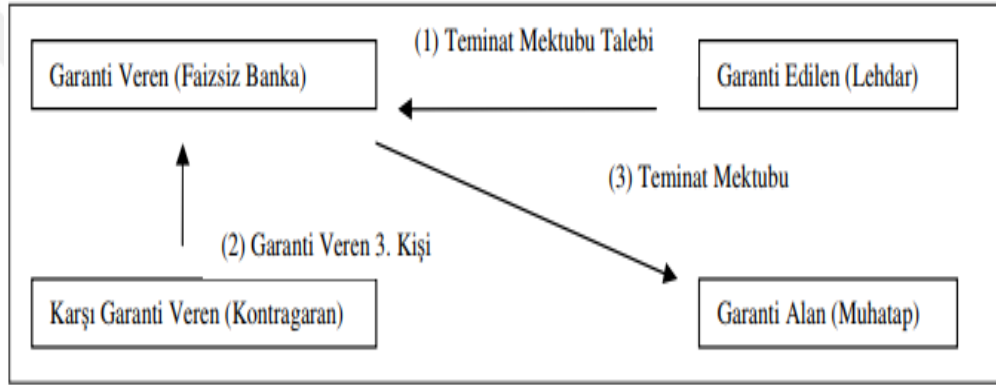 (1) Teminat Mektubu Talebi
Garanti Veren (Faizsiz Banka)
Garanti Edilen (Lehdar)
(3) Teminat Mektubu
(2) Garanti Veren 3. Kişi
Karşı Garanti Veren (Kontragaran)
Garanti Alan (Muhatap)